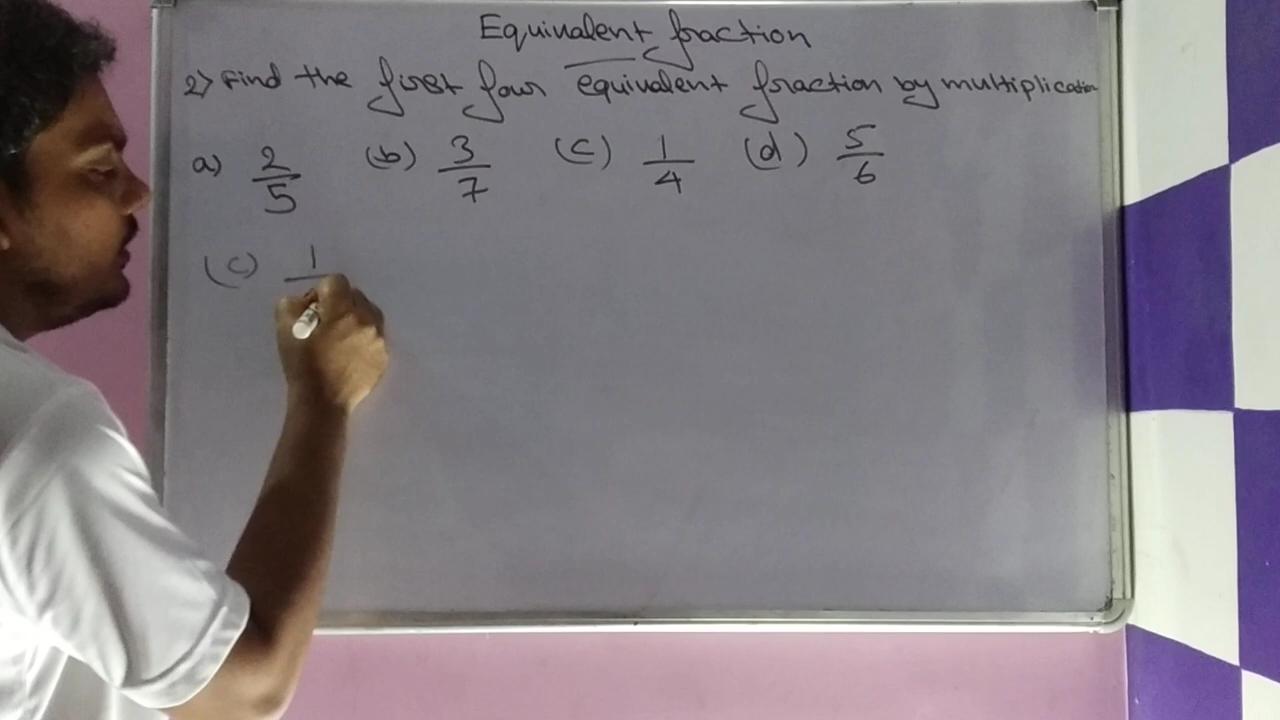 Equivalent fraction
2) Find the first four equivalent fraction by multiplication
a) 2/5 (b) 3/7 (c) 1/4 (d) 5/6
(c) 1